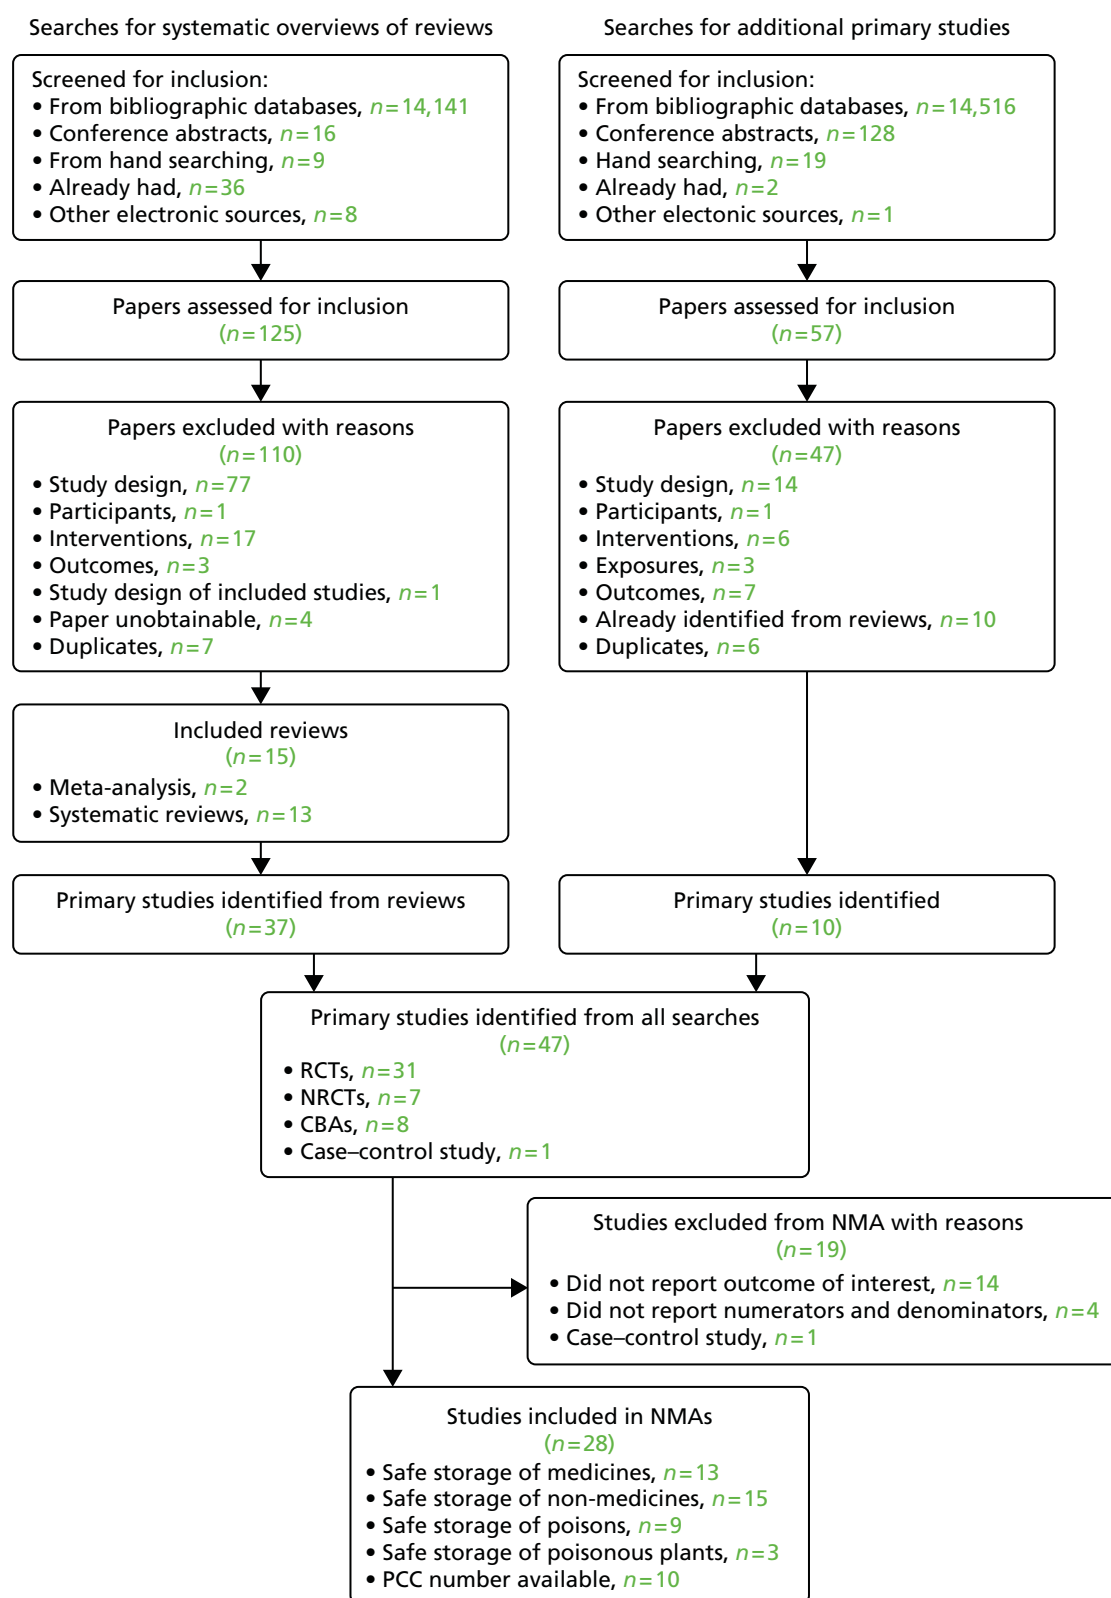 Searches for systematic overviews of reviews
Screened for inclusion:
• From bibliographic databases, n=14,141
• Conference abstracts, n=16
• From hand searching, n=9
• Already had, n=36
• Other electronic sources, n=8
Papers assessed for inclusion
(n=125)
Papers excluded with reasons
(n=110)
• Study design, n=77
• Participants, n=1
• Interventions, n=17
• Outcomes, n=3
• Study design of included studies, n=1
• Paper unobtainable, n=4
• Duplicates, n=7
Included reviews
(n=15)
• Meta-analysis, n=2
• Systematic reviews, n=13
Primary studies identified from reviews
(n=37)
Searches for additional primary studies
Screened for inclusion:
• From bibliographic databases, n=14,516
• Conference abstracts, n=128
• Hand searching, n=19
• Already had, n=2
• Other electonic sources, n=1
Papers assessed for inclusion
(n=57)
Papers excluded with reasons
(n=47)
• Study design, n=14
• Participants, n=1
• Interventions, n=6
• Exposures, n=3
• Outcomes, n=7
• Already identified from reviews, n=10
• Duplicates, n=6
Primary studies identified
(n=10)
Primary studies identified from all searches
(n=47)
• RCTs, n=31
• NRCTs, n=7
• CBAs, n=8
• Case–control study, n=1
Studies excluded from NMA with reasons
(n=19)
• Did not report outcome of interest, n=14
• Did not report numerators and denominators, n=4
• Case–control study, n=1
Studies included in NMAs
(n=28)
• Safe storage of medicines, n=13
• Safe storage of non-medicines, n=15
• Safe storage of poisons, n=9
• Safe storage of poisonous plants, n=3
• PCC number available, n=10